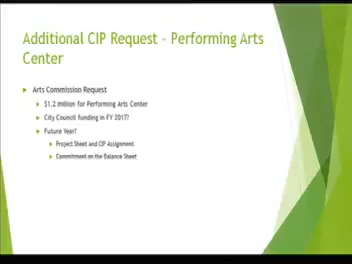 Additional CIP Request – Performing Arts
Center
Arts Commission Request
$1.2 million for Performing Arts Center
City Council funding in FY 2017?
Future Year?
Project Sheet and CIP Assignment
Commitment on the Balance Sheet